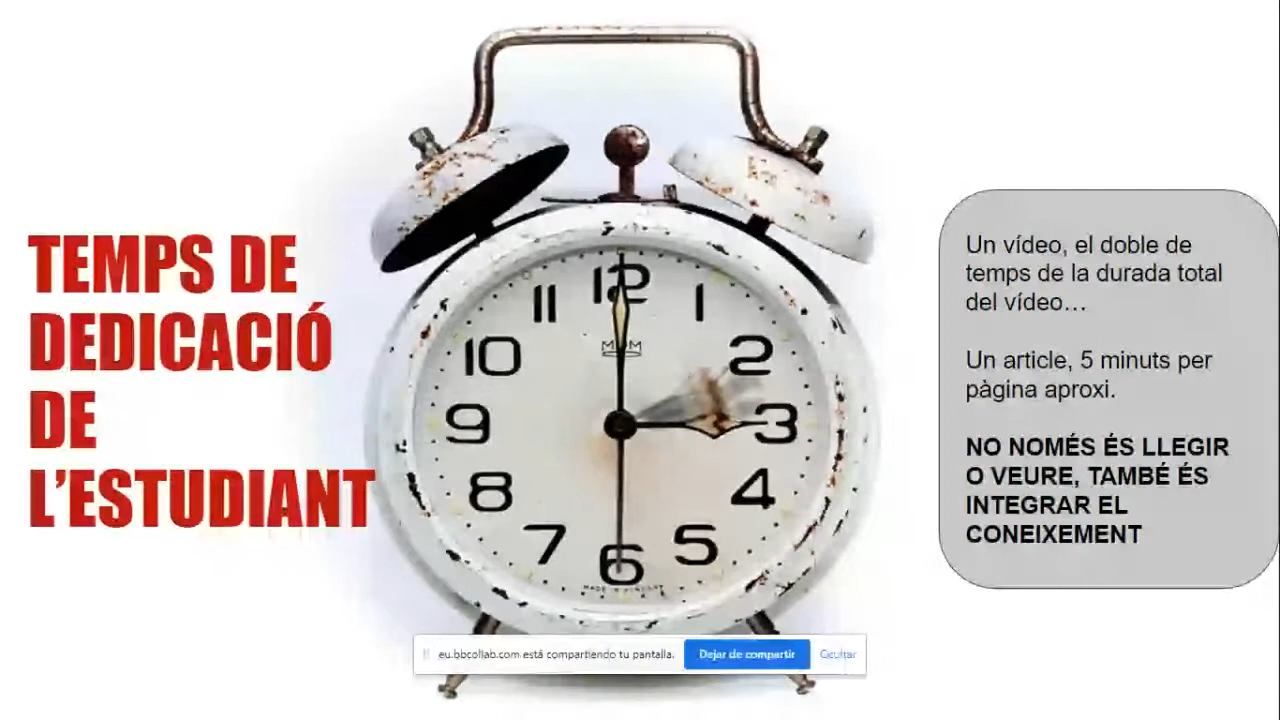 TEMPS DE
DEDICACIÓ
DE
L'ESTUDIANT
12
11
1
10
2
9
3
8
4
7
5
6
Un vídeo, el doble de
temps de la durada total
del vídeo…
Un article, 5 minuts per
pàgina aproxi.
NO NOMÉS ÉS LLEGIR
O VEURE, TAMBÉ ÉS
INTEGRAR EL
CONEIXEMENT
eu.bbcollab.com está compartiendo tu pantalla.
Dejar de compartir
Ocultar